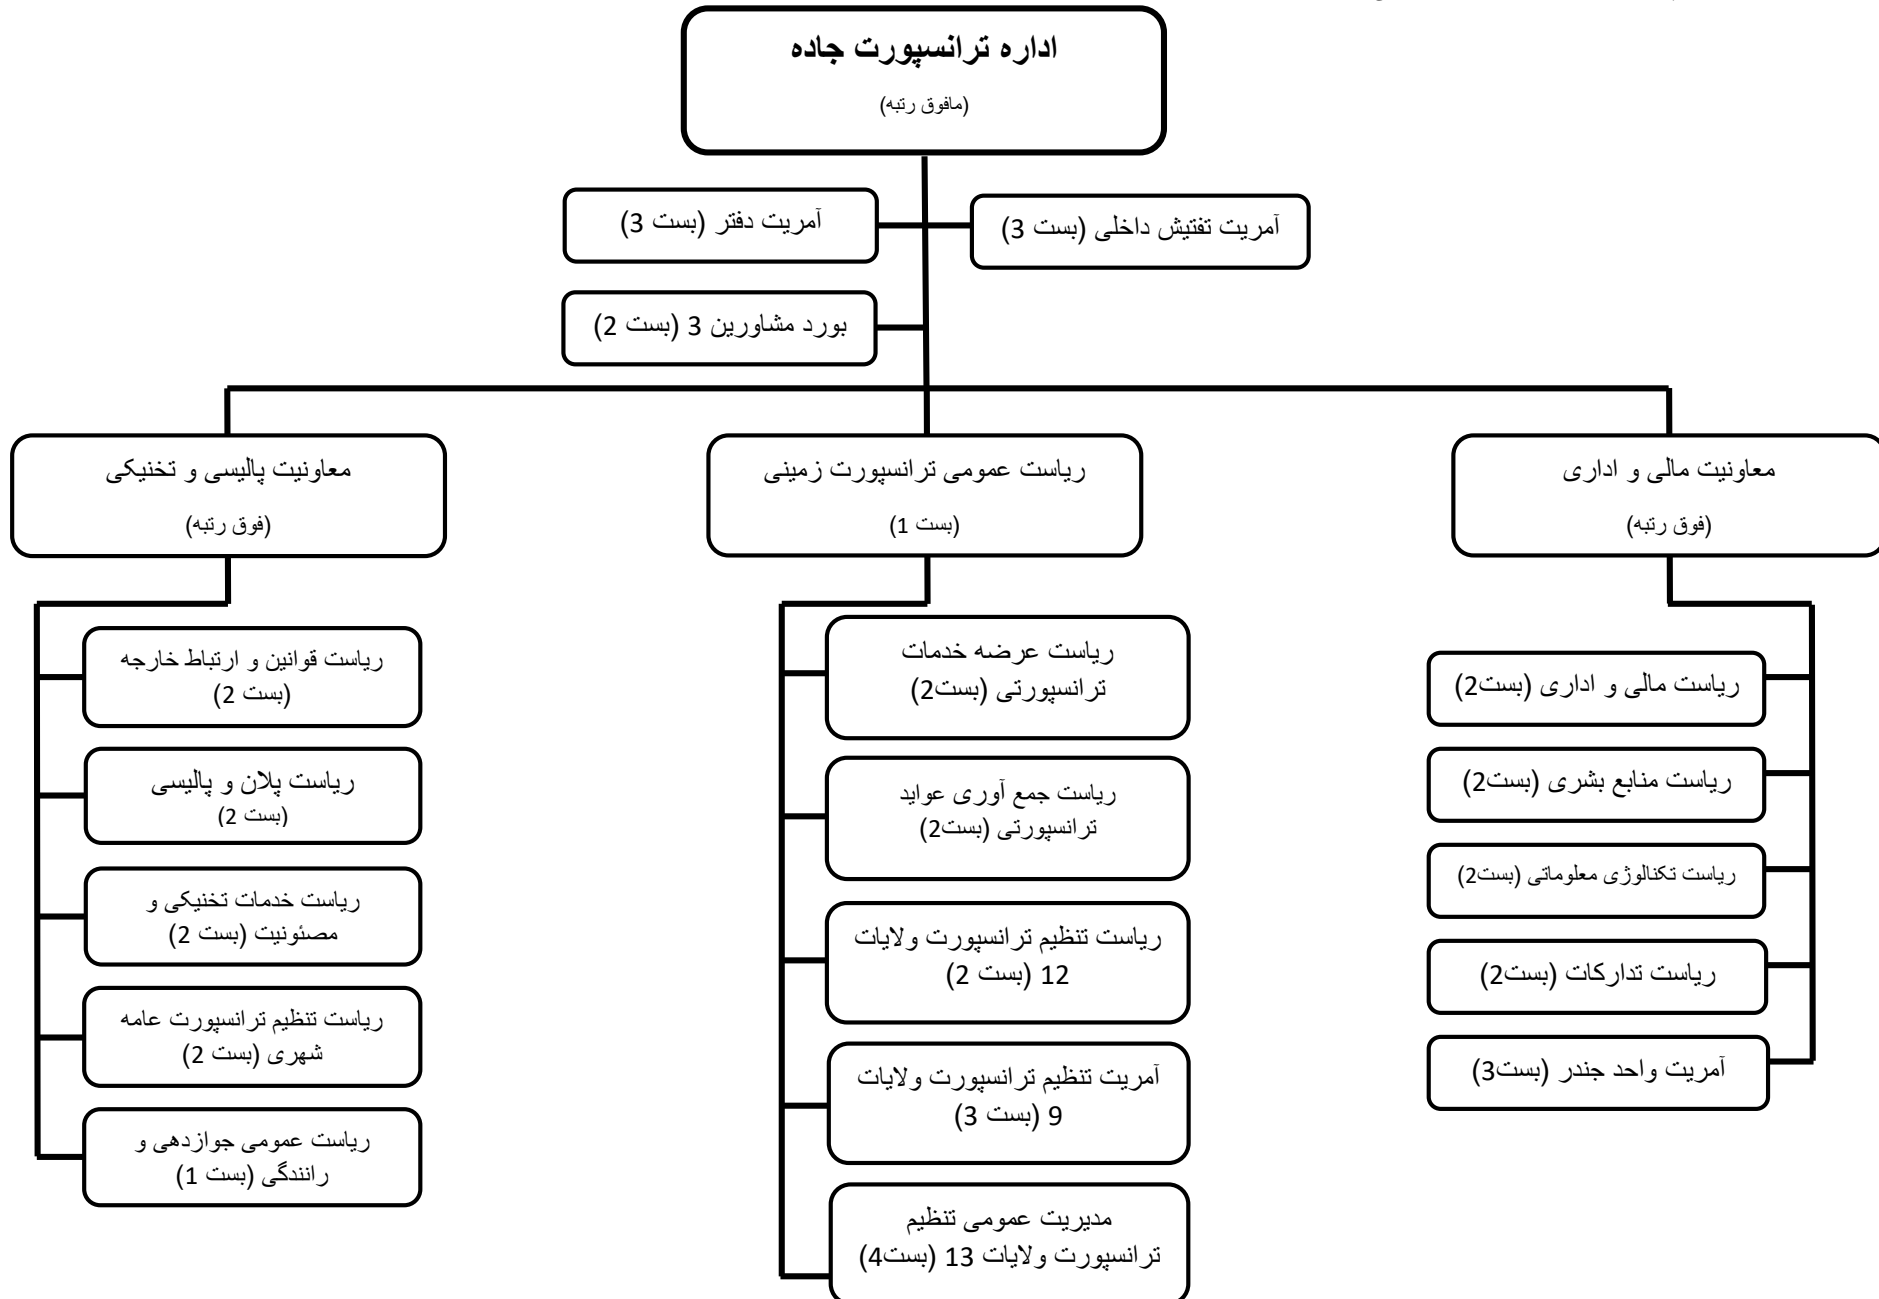 اداره ترانسپورت جاده
(مافوق رتبه)
آمریت تفتیش داخلی (بست 3)
آمریت دفتر (بست 3)
بورد مشاورین 3 (بست 2)
معاونیت مالی و اداری
(فوق رتبه)
ریاست عمومی ترانسپورت زمینی
(بست 1)
معاونیت پالیسی و تخنیکی
(فوق رتبه)
ریاست مالی و اداری (بست2)
ریاست منابع بشری (بست2)
ریاست تکنالوژی معلوماتی (بست2)
ریاست تدارکات (بست2)
آمریت واحد جندر (بست3)
ریاست عرضه خدمات
ترانسپورتی (بست2)
ریاست جمع آوری عواید
ترانسپورتی (بست2)
ریاست تنظیم ترانسپورت ولایات
12 (بست 2)
آمریت تنظیم ترانسپورت ولایات
9 (بست 3)
مدیریت عمومی تنظیم
ترانسپورت ولایات 13 (بست4)
ریاست قوانین و ارتباط خارجه
(بست 2)
ریاست پلان و پالیسی
(بست 2)
ریاست خدمات تخنیکی و
مصئونیت (بست 2)
ریاست تنظیم ترانسپورت عامه
شهری (بست 2)
ریاست عمومی جوازدهی و
رانندگی (بست 1)